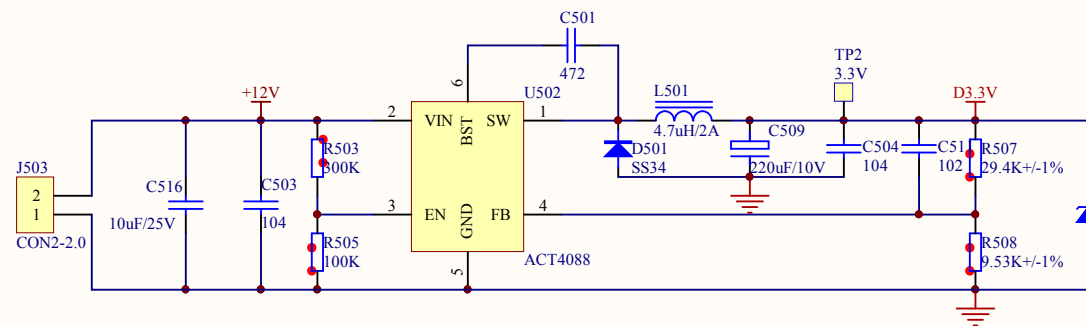 C501
472
TP2
3.3V
+12V
6
U502
L501
D3.3V
2
VIN
BST
SW
1
4.7uH/2A
C509
R503
300K
D501
SS34
220uF/10V
C504
104
C51
102
R507
29.4K+/-1%
J503
2
1
CON2-2.0
C516
10uF/25V
C503
104
3
EN
GND
FB
4
R505
100K
5
ACT4088
R508
9.53K+/-1%